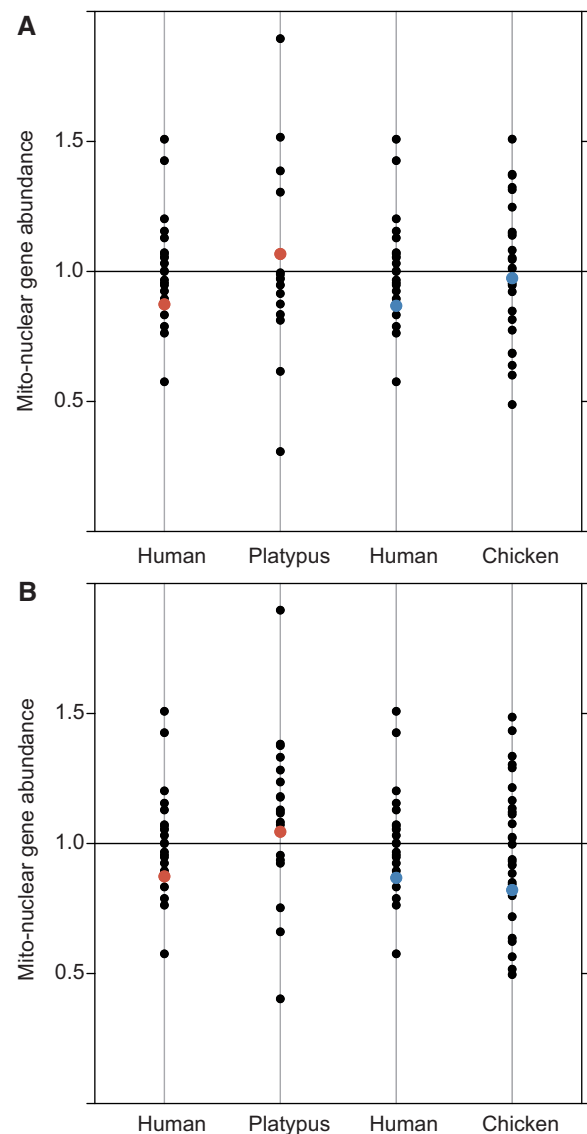 A
Mito-nuclear gene abundance
1.5
1.0
0.5
Human Platypus Human Chicken
B
Mito-nuclear gene abundance
1.5
1.0
0.5
Human Platypus Human Chicken